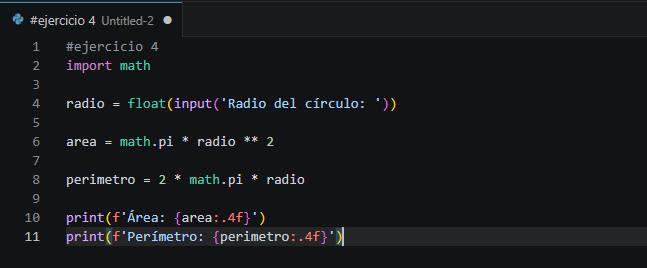 #ejercicio 4 Untitled-2
1 #ejercicio 4
2 import math
3
4 radio = float(input('Radio del círculo: '))
5
6 area = math.pi * radio ** 2
7
8 perimetro = 2 * math.pi * radio
9
10 print(f'Área: {area:.4f}')
11 print(f'Perímetro: {perimetro:.4f}')